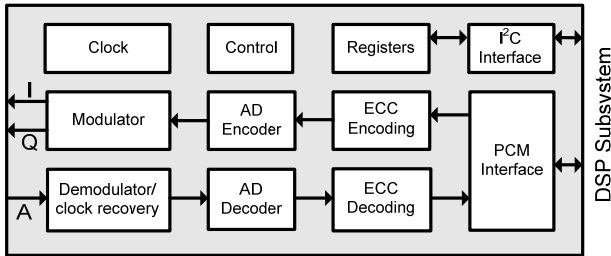 Clock
Control
Registers
I²C
Interface
I
Q
Modulator
AD
Encoder
ECC
Encoding
PCM
Interface
A
Demodulator/
clock recovery
AD
Decoder
ECC
Decoding
DSP Subsystem